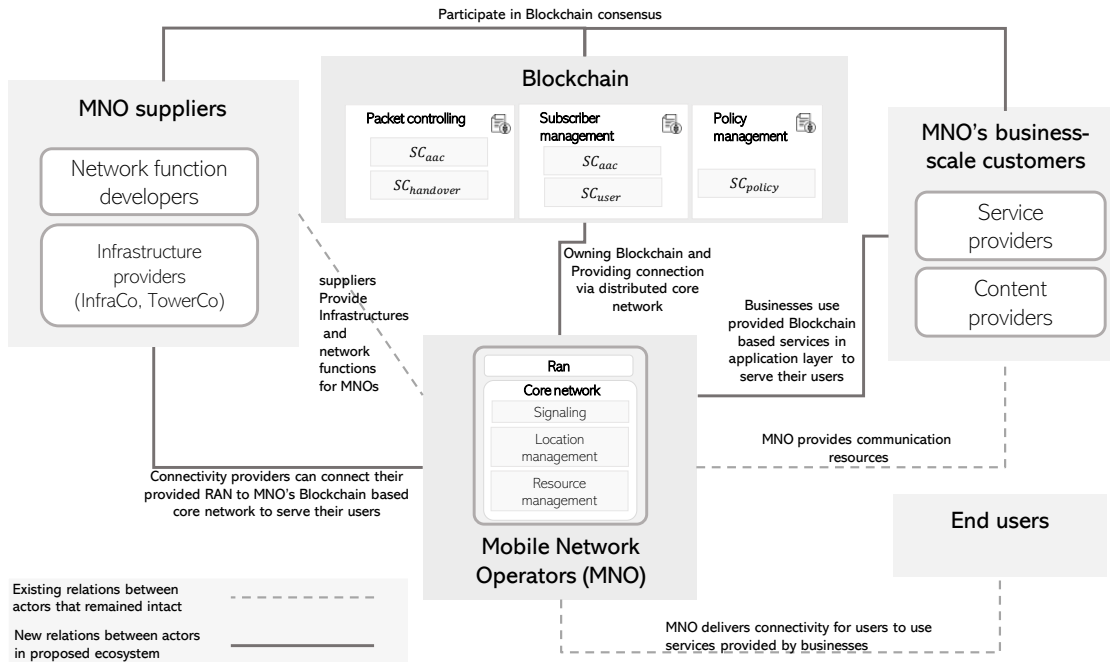 Participate in Blockchain consensus
MNO suppliers
Network function
developers
Infrastructure
providers
(InfraCo, TowerCo)
Blockchain
Packet controlling
SCaac
SChandover
Subscriber
management
SCaac
SCuser
Policy
management
SCpolicy
MNO's business-
scale customers
Service
providers
Content
providers
suppliers
Provide
Infrastructures
and
network
functions
for MNOs
Owning Blockchain and
Providing connection
via distributed core
network
Businesses use
provided Blockchain
based services in
application layer to
serve their users
Ran
Core network
Signaling
Location
management
Resource
management
Mobile Network
Operators (MNO)
MNO provides communication
resources
Connectivity providers can connect their
provided RAN to MNO's Blockchain based
core network to serve their users
End users
Existing relations between
actors that remained intact
New relations between actors
in proposed ecosystem
MNO delivers connectivity for users to use
services provided by businesses